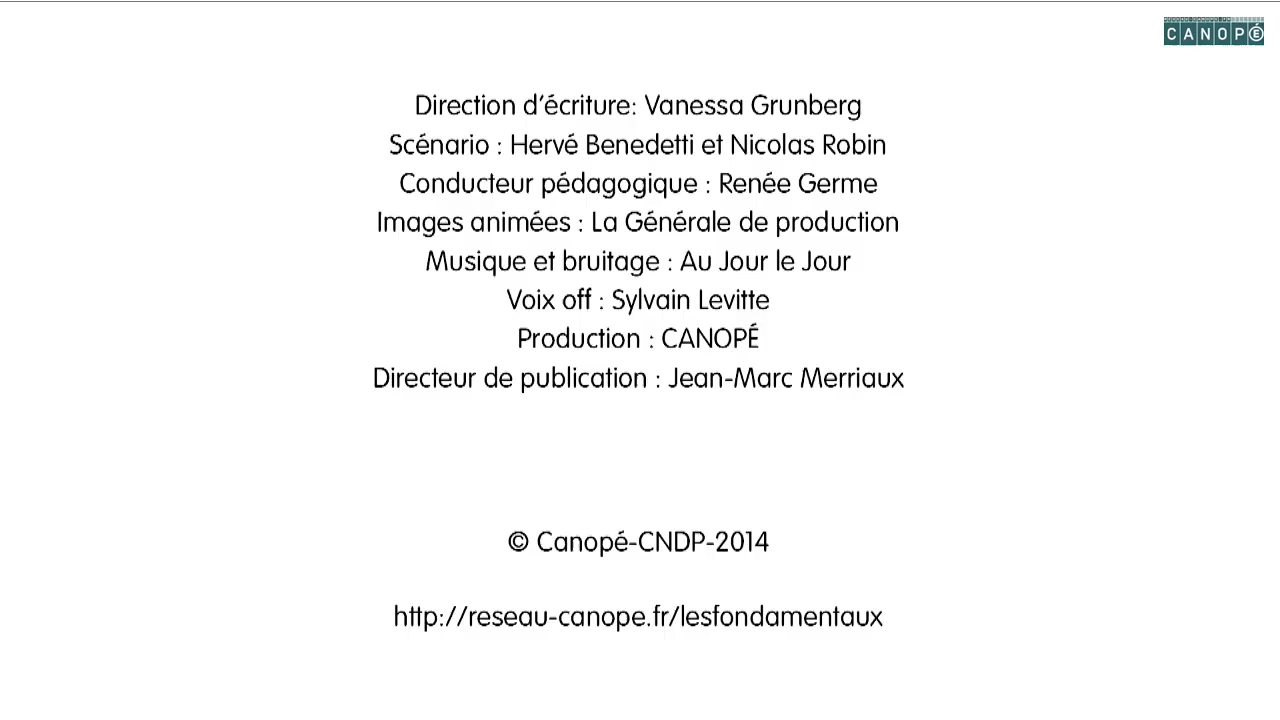 CANOPÉ
Direction d'écriture: Vanessa Grunberg
Scénario : Hervé Benedetti et Nicolas Robin
Conducteur pédagogique : Renée Germe
Images animées : La Générale de production
Musique et bruitage : Au Jour le Jour
Voix off : Sylvain Levitte
Production : CANOPÉ
Directeur de publication : Jean-Marc Merriaux
© Canopé-CNDP-2014
http://reseau-canope.fr/lesfondamentaux